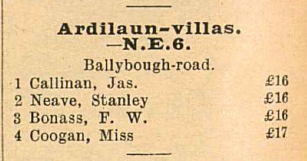 Ardilaun-villas.
—N.E.6.
Ballybough-road.
1 Callinan, Jas. £16
2 Neave, Stanley £16
3 Bonass, F. W. £16
4 Coogan, Miss £17